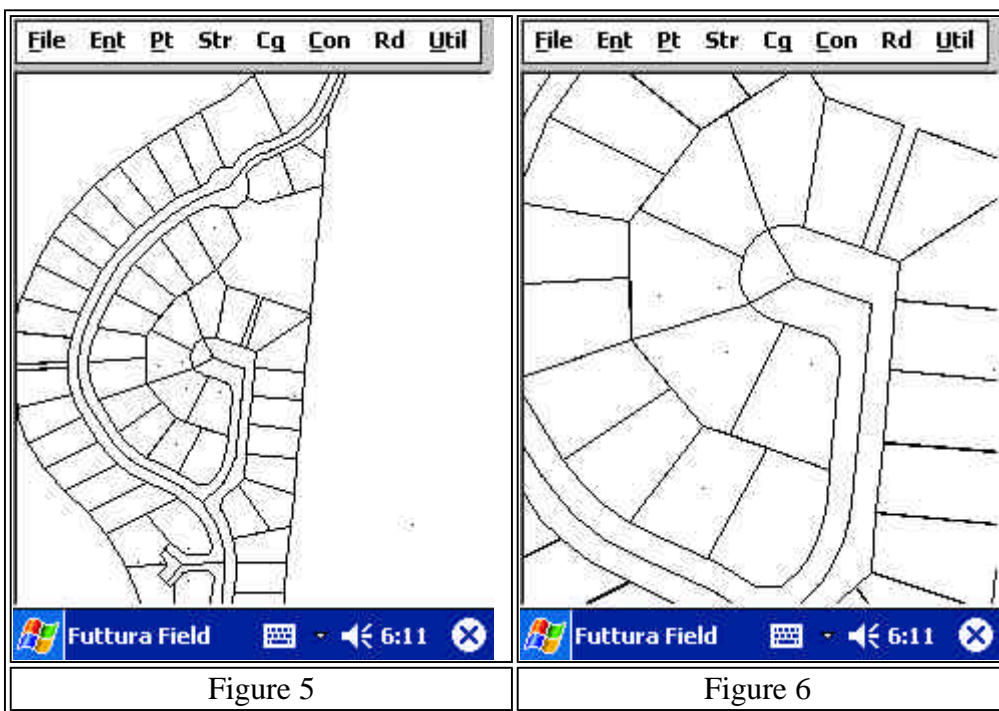 File Ent Pt Str Cg Con Rd Util
Futtura Field 6:11
Figure 5
File Ent Pt Str Cg Con Rd Util
Futtura Field 6:11
Figure 6